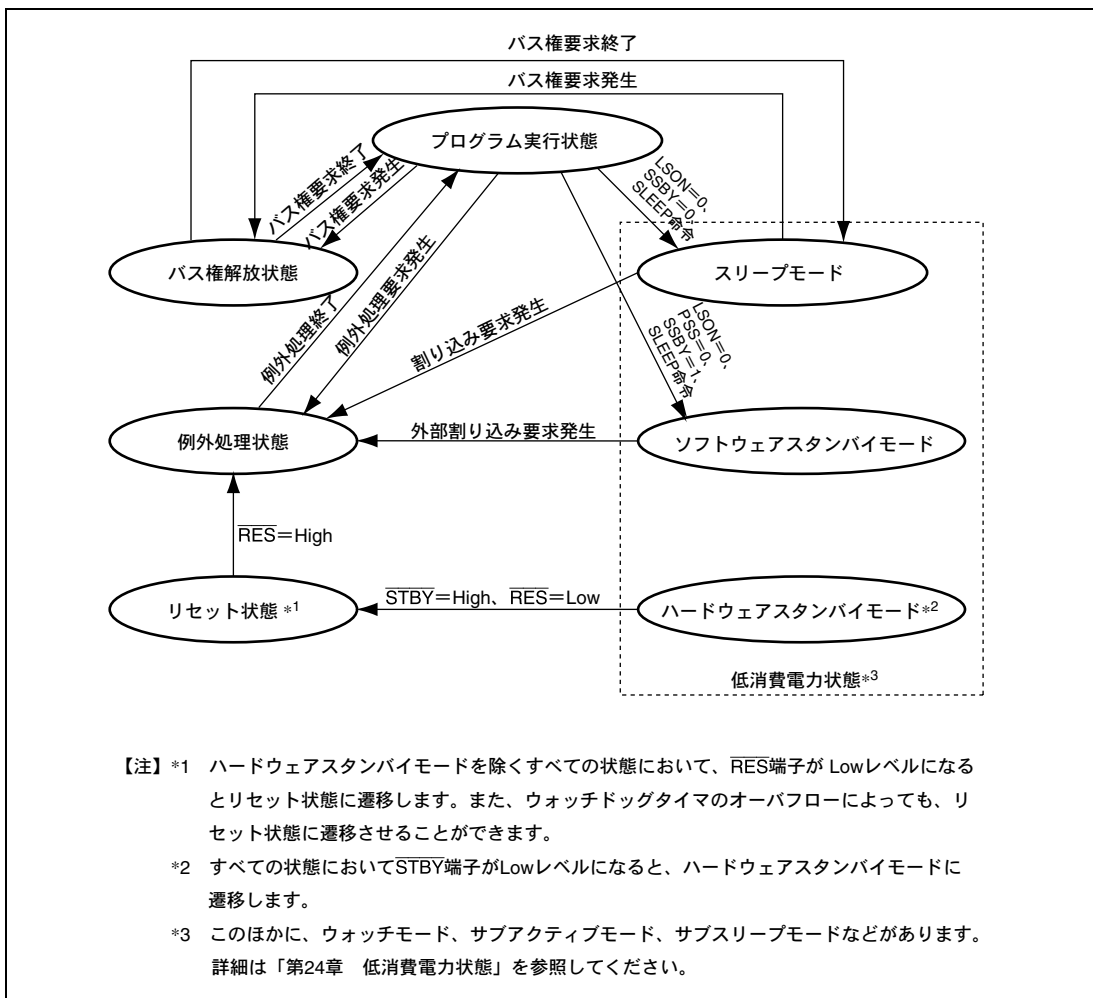 バス権要求終了
バス権要求発生
プログラム実行状態
バス権要求終了
バス権要求発生
LSON=0、
SSBY=0、
SLEEP命令
バス権解放状態
スリープモード
例外処理終了
例外処理要求発生
割り込み要求発生
LSON=0、
PSS=0、
SSBY=1、
SLEEP命令
例外処理状態
外部割り込み要求発生
ソフトウェアスタンバイモード
RES=High
リセット状態 *1
STBY=High、RES=Low
ハードウェアスタンバイモード*2
低消費電力状態*3
【注】*1 ハードウェアスタンバイモードを除くすべての状態において、RES端子が Lowレベルになる
とリセット状態に遷移します。また、ウォッチドッグタイマのオーバフローによっても、リ
セット状態に遷移させることができます。
*2 すべての状態においてSTBY端子がLowレベルになると、ハードウェアスタンバイモードに
遷移します。
*3 このほかに、ウォッチモード、サブアクティブモード、サブスリープモードなどがあります。
詳細は「第24章 低消費電力状態」を参照してください。